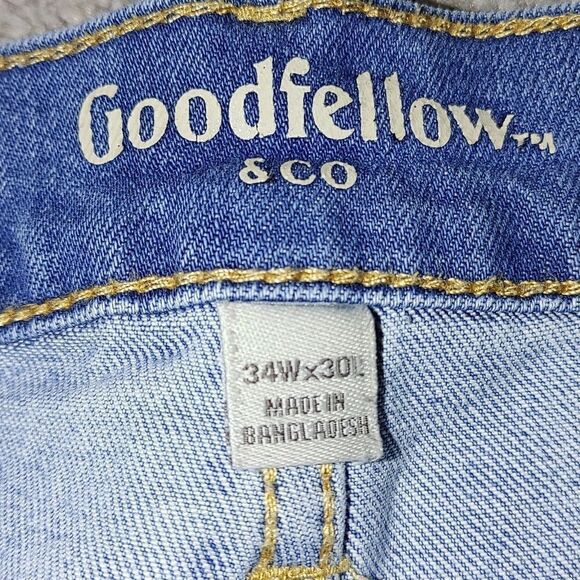 Goodfellow™
& CO
34W x 30L
MADE IN
BANGLADESH